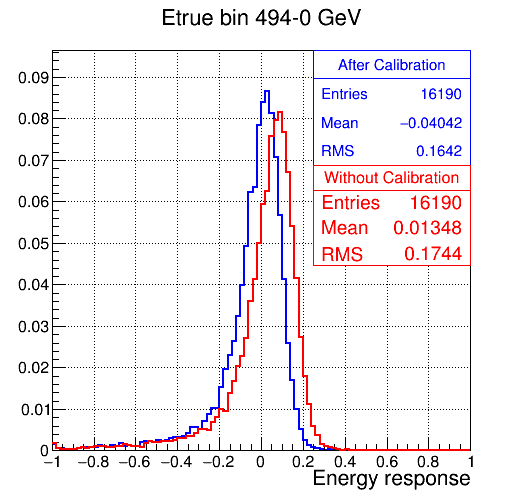 Etrue bin 494-0 GeV
After Calibration
Entries 16190
Mean −0.04042
RMS 0.1642
Without Calibration
Entries 16190
Mean 0.01348
RMS 0.1744
0.09
0.08
0.07
0.06
0.05
0.04
0.03
0.02
0.01
0
−1 −0.8 −0.6 −0.4 −0.2 0 0.2 0.4 0.6 0.8 1
Energy response